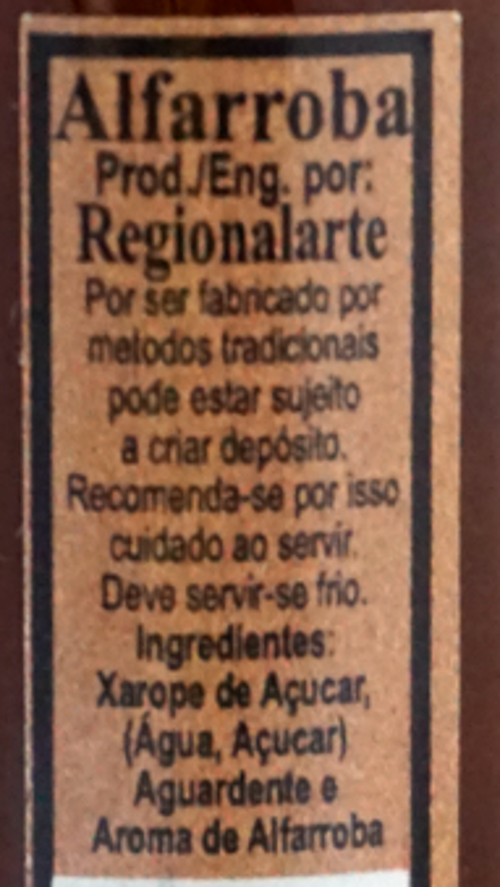 Alfarroba
Prod./Eng. por:
Regionalarte
Por ser fabricado por
metodos tradicionais
pode estar sujeito
a criar depósito.
Recomenda-se por isso
cuidado ao servir.
Deve servir-se frio.
Ingredientes:
Xarope de Açucar,
(Água, Açucar)
Aguardente e
Aroma de Alfarroba